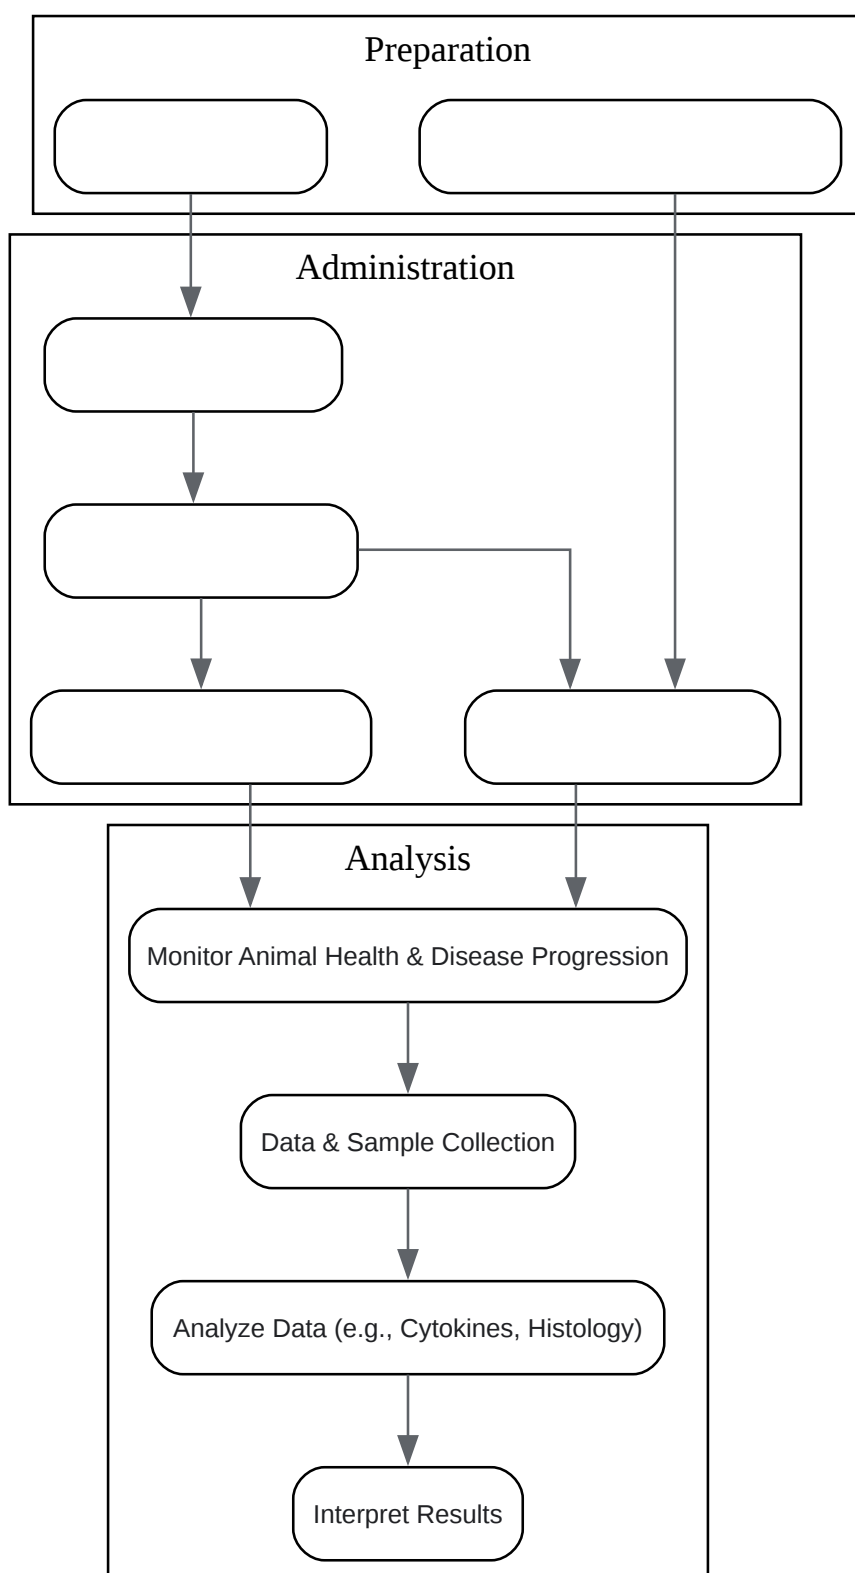 Preparation
Administration
Analysis
Monitor Animal Health & Disease Progression
Data & Sample Collection
Analyze Data (e.g., Cytokines, Histology)
Interpret Results